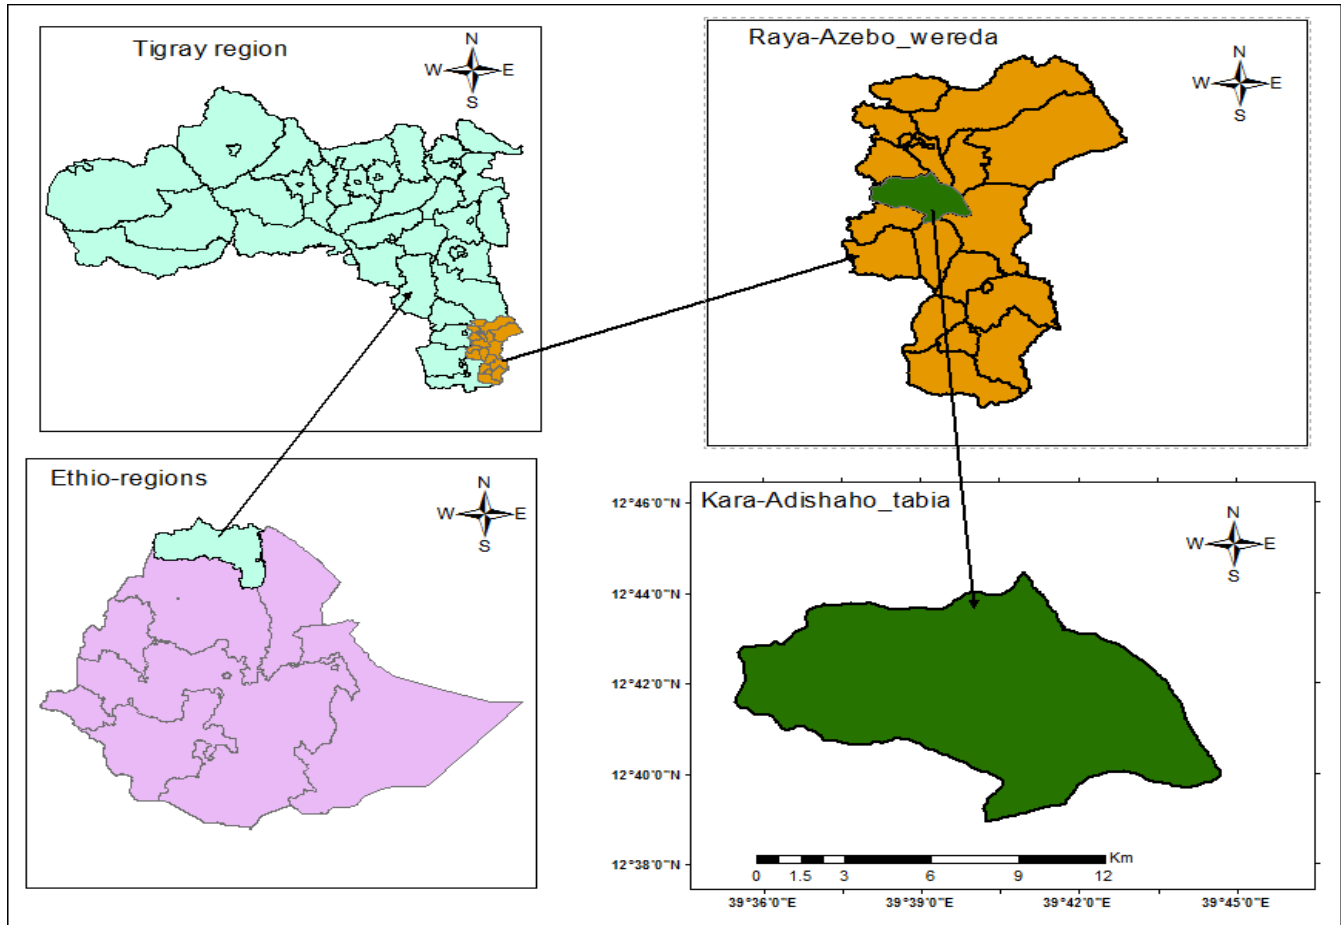 Tigray region
N
W E
S
Raya-Azebo_wereda
N
W E
S
Ethio-regions
N
W E
S
Kara-Adishaho_tabia
N
W E
S
12°46'0"N
12°44'0"N
12°42'0"N
12°40'0"N
12°38'0"N
Km
0 1.5 3 6 9 12
39°36'0"E 39°39'0"E 39°42'0"E 39°45'0"E